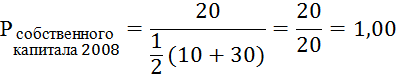 Р собственного капитала 2008 = 20 / (1/2 (10 + 30)) = 20/20 = 1,00